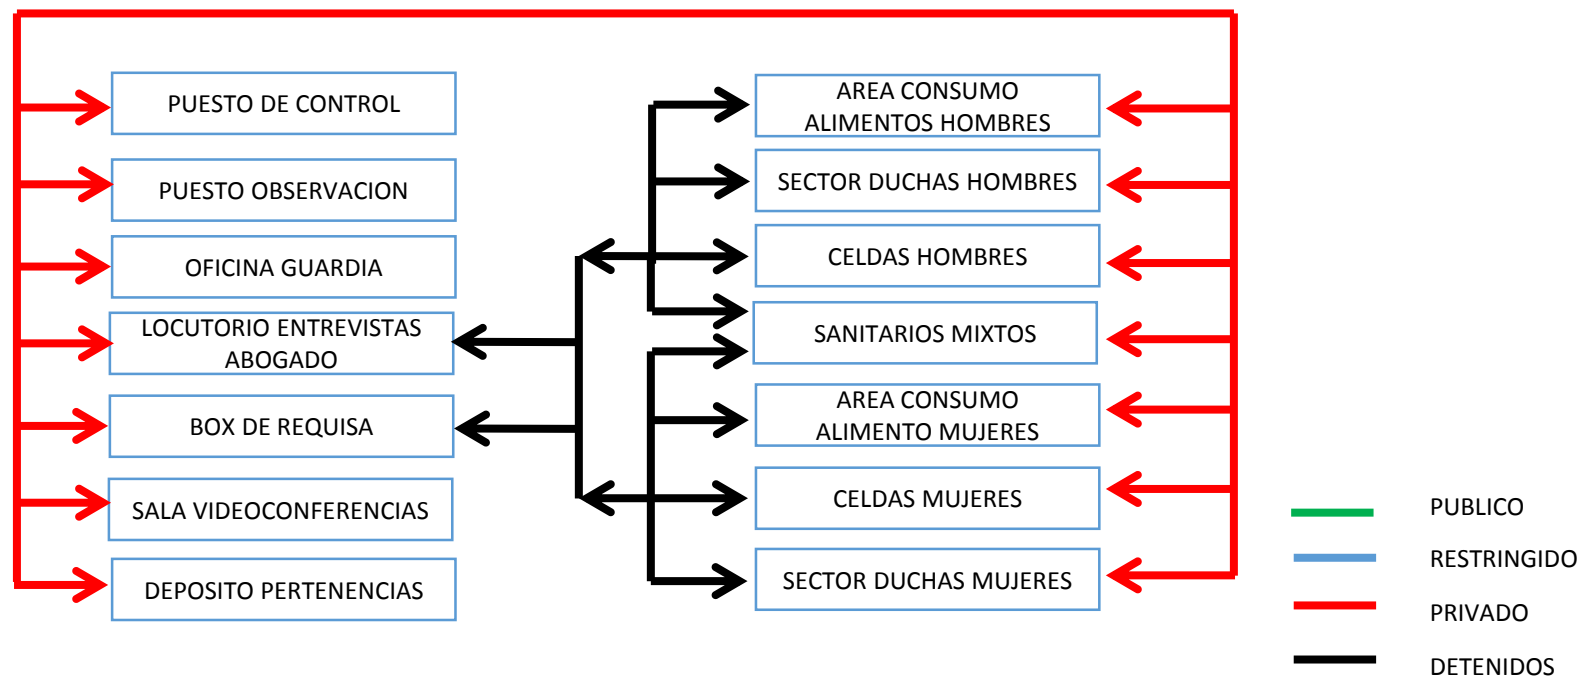 PUESTO DE CONTROL
PUESTO OBSERVACION
OFICINA GUARDIA
LOCUTORIO ENTREVISTAS
ABOGADO
BOX DE REQUISA
SALA VIDEOCONFERENCIAS
DEPOSITO PERTENENCIAS
AREA CONSUMO
ALIMENTOS HOMBRES
SECTOR DUCHAS HOMBRES
CELDAS HOMBRES
SANITARIOS MIXTOS
AREA CONSUMO
ALIMENTO MUJERES
CELDAS MUJERES
SECTOR DUCHAS MUJERES
PUBLICO
RESTRINGIDO
PRIVADO
DETENIDOS